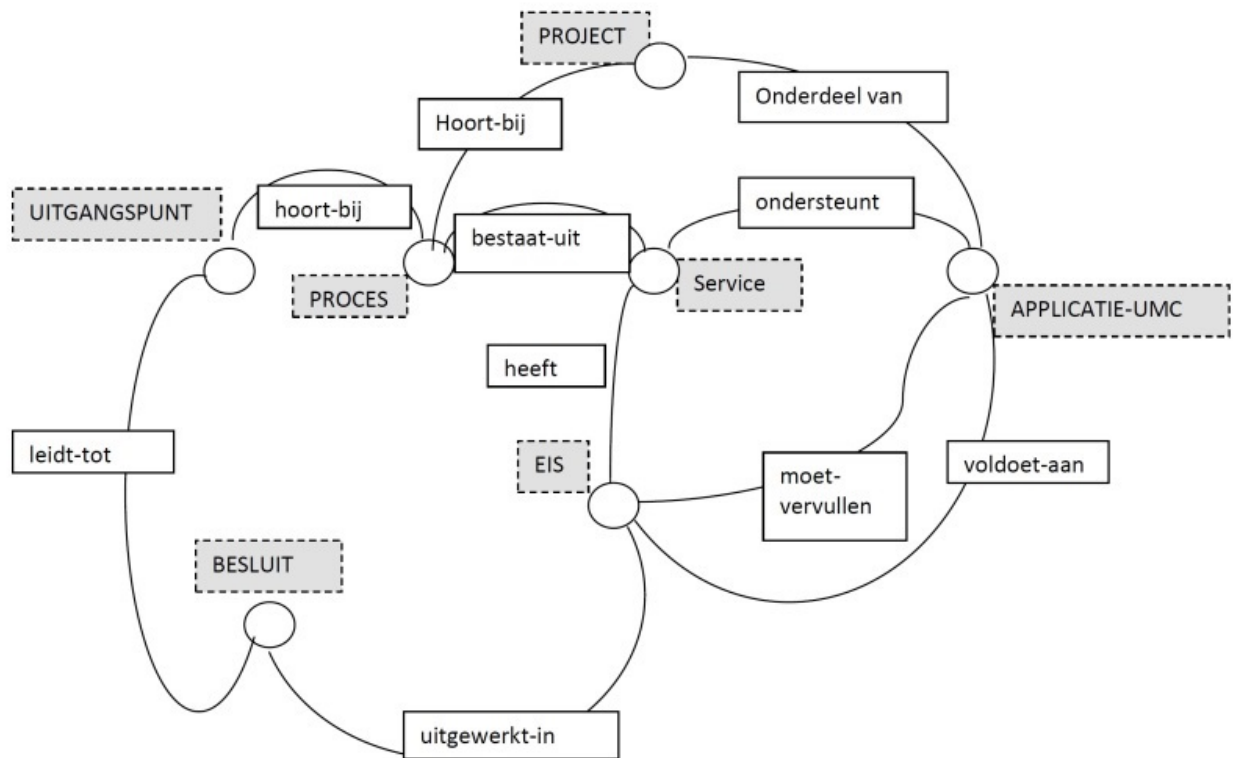 PROJECT
Onderdeel van
Hoort-bij
UITGANGSPUNT
hoort-bij
ondersteunt
bestaat-uit
PROCES
Service
APPLICATIE-UMC
heeft
leidt-tot
EIS
moet-
vervullen
voldoet-aan
BESLUIT
uitgewerkt-in